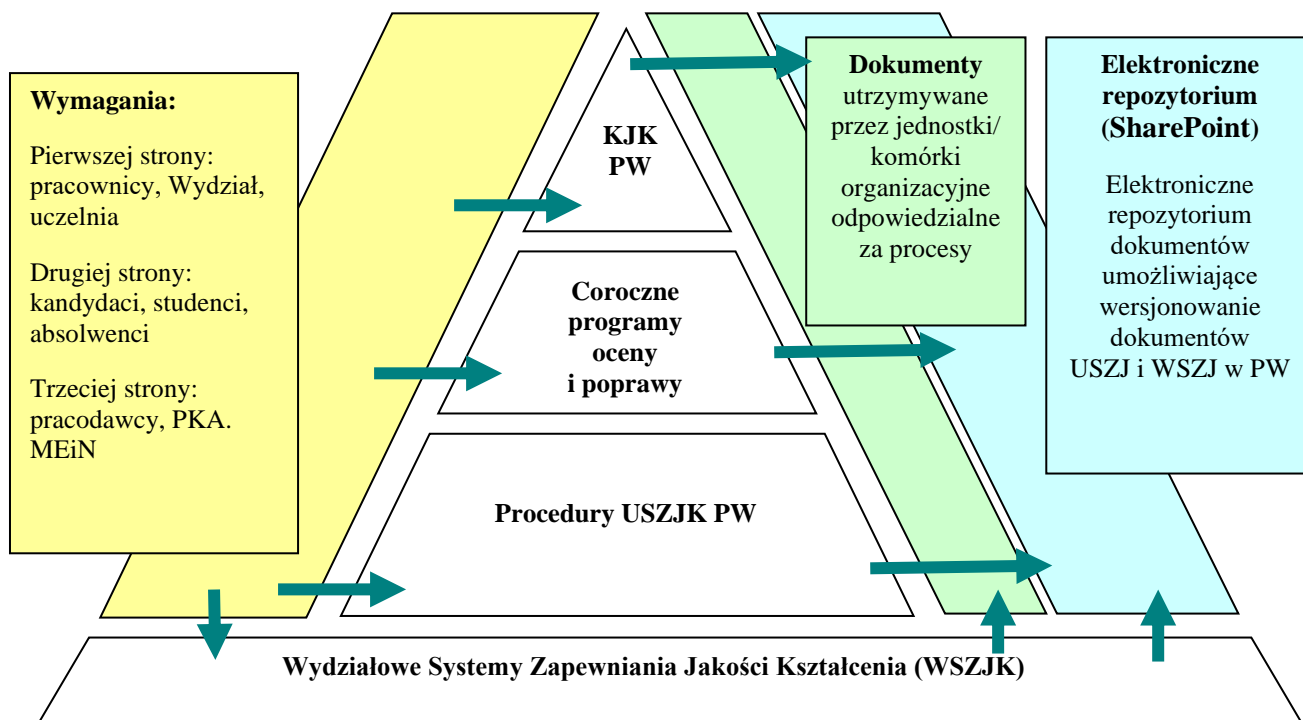 Wymagania:
Pierwszej strony:
pracownicy, Wydział,
uczelnia
Drugiej strony:
kandydaci, studenci,
absolwenci
Trzeciej strony:
pracodawcy, PKA.
MEiN
KJK
PW
Coroczne
programy
oceny
i poprawy
Procedury USZJK PW
Dokumenty
utrzymywane
przez jednostki/
komórki
organizacyjne
odpowiedzialne
za procesy
Elektroniczne
repozytorium
(SharePoint)
Elektroniczne
repozytorium
dokumentów
umożliwiające
wersjonowanie
dokumentów
USZJ i WSZJ w PW
Wydziałowe Systemy Zapewniania Jakości Kształcenia (WSZJK)